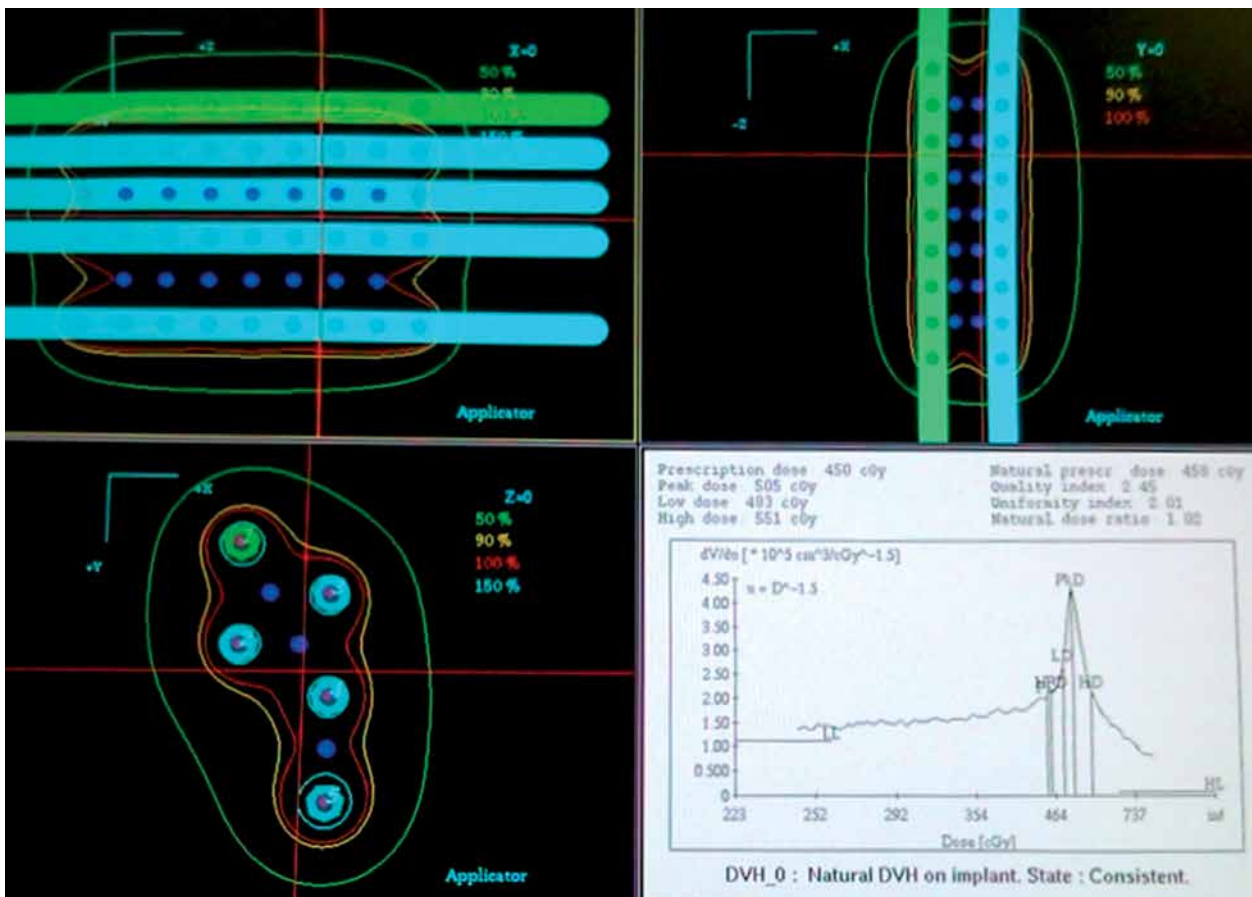 +Z
X=0
50 %
90 %
100 %
150 %
Applicator
+X
Y=0
-Z
50 %
90 %
100 %
Applicator
+X
Z=0
+Y
50 %
90 %
100 %
150 %
Applicator
Prescription dose 450 cGy
Peak dose 505 cGy
Low dose 483 cGy
High dose 551 cGy
Natural prescr dose 458 cGy
Quality index 2.45
Uniformity index 2.01
Natural dose ratio 1.02
dV/du [ * 10^5 cm^3/cGy^-1.5]
u = D^-1.5
4.50
4.00
3.50
3.00
2.50
2.00
1.50
1.00
0.500
0
PkD
LD
HD
LL
HL
223
252
292
354
464
737
inf
Dose [cGy]
DVH_0 : Natural DVH on implant. State : Consistent.